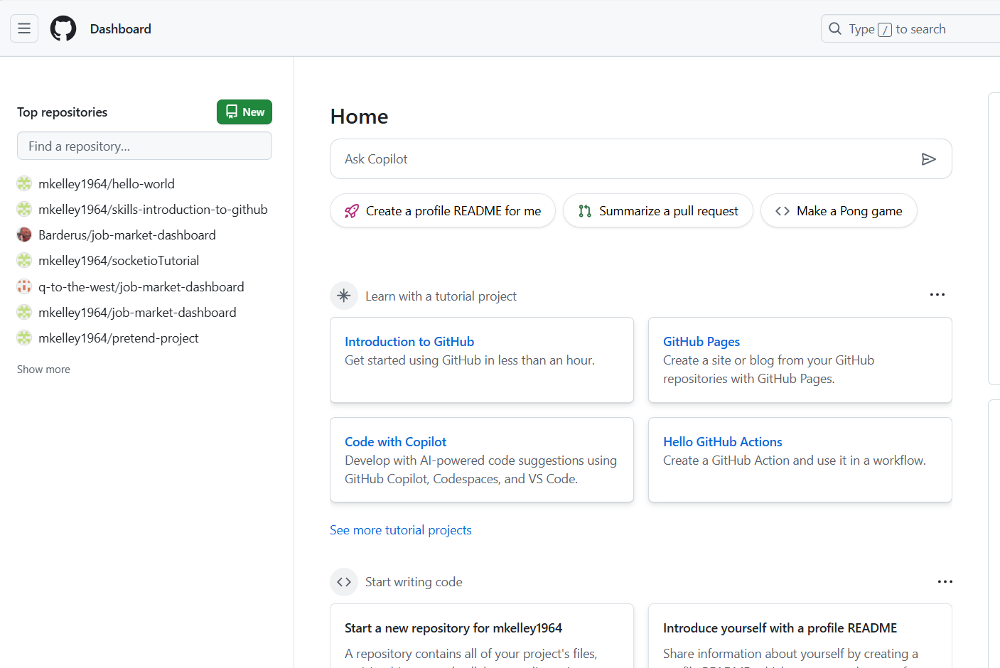 Dashboard
Type / to search
Top repositories
New
Find a repository...
mkelley1964/hello-world
mkelley1964/skills-introduction-to-github
Barderus/job-market-dashboard
mkelley1964/socketioTutorial
q-to-the-west/job-market-dashboard
mkelley1964/job-market-dashboard
mkelley1964/pretend-project
Show more
Home
Ask Copilot
Create a profile README for me
Summarize a pull request
Make a Pong game
Learn with a tutorial project
Introduction to GitHub
Get started using GitHub in less than an hour.
GitHub Pages
Create a site or blog from your GitHub
repositories with GitHub Pages.
Code with Copilot
Develop with AI-powered code suggestions using
GitHub Copilot, Codespaces, and VS Code.
Hello GitHub Actions
Create a GitHub Action and use it in a workflow.
See more tutorial projects
Start writing code
Start a new repository for mkelley1964
A repository contains all of your project's files,
Introduce yourself with a profile README
Share information about yourself by creating a